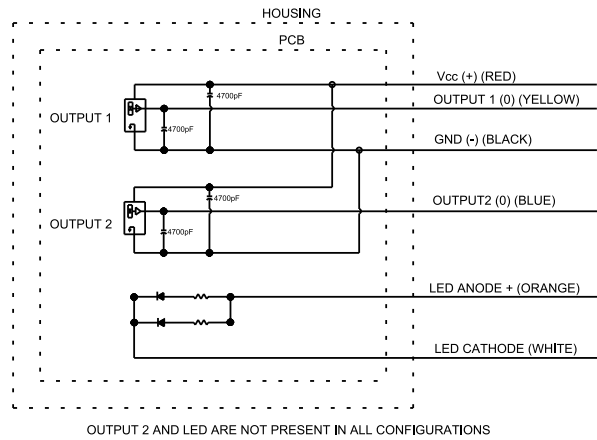 HOUSING
PCB
Vcc (+) (RED)
OUTPUT 1 (0) (YELLOW)
4700pF
OUTPUT 1
4700pF
GND (-) (BLACK)
4700pF
OUTPUT2 (0) (BLUE)
OUTPUT 2
4700pF
LED ANODE + (ORANGE)
LED CATHODE (WHITE)
OUTPUT 2 AND LED ARE NOT PRESENT IN ALL CONFIGURATIONS